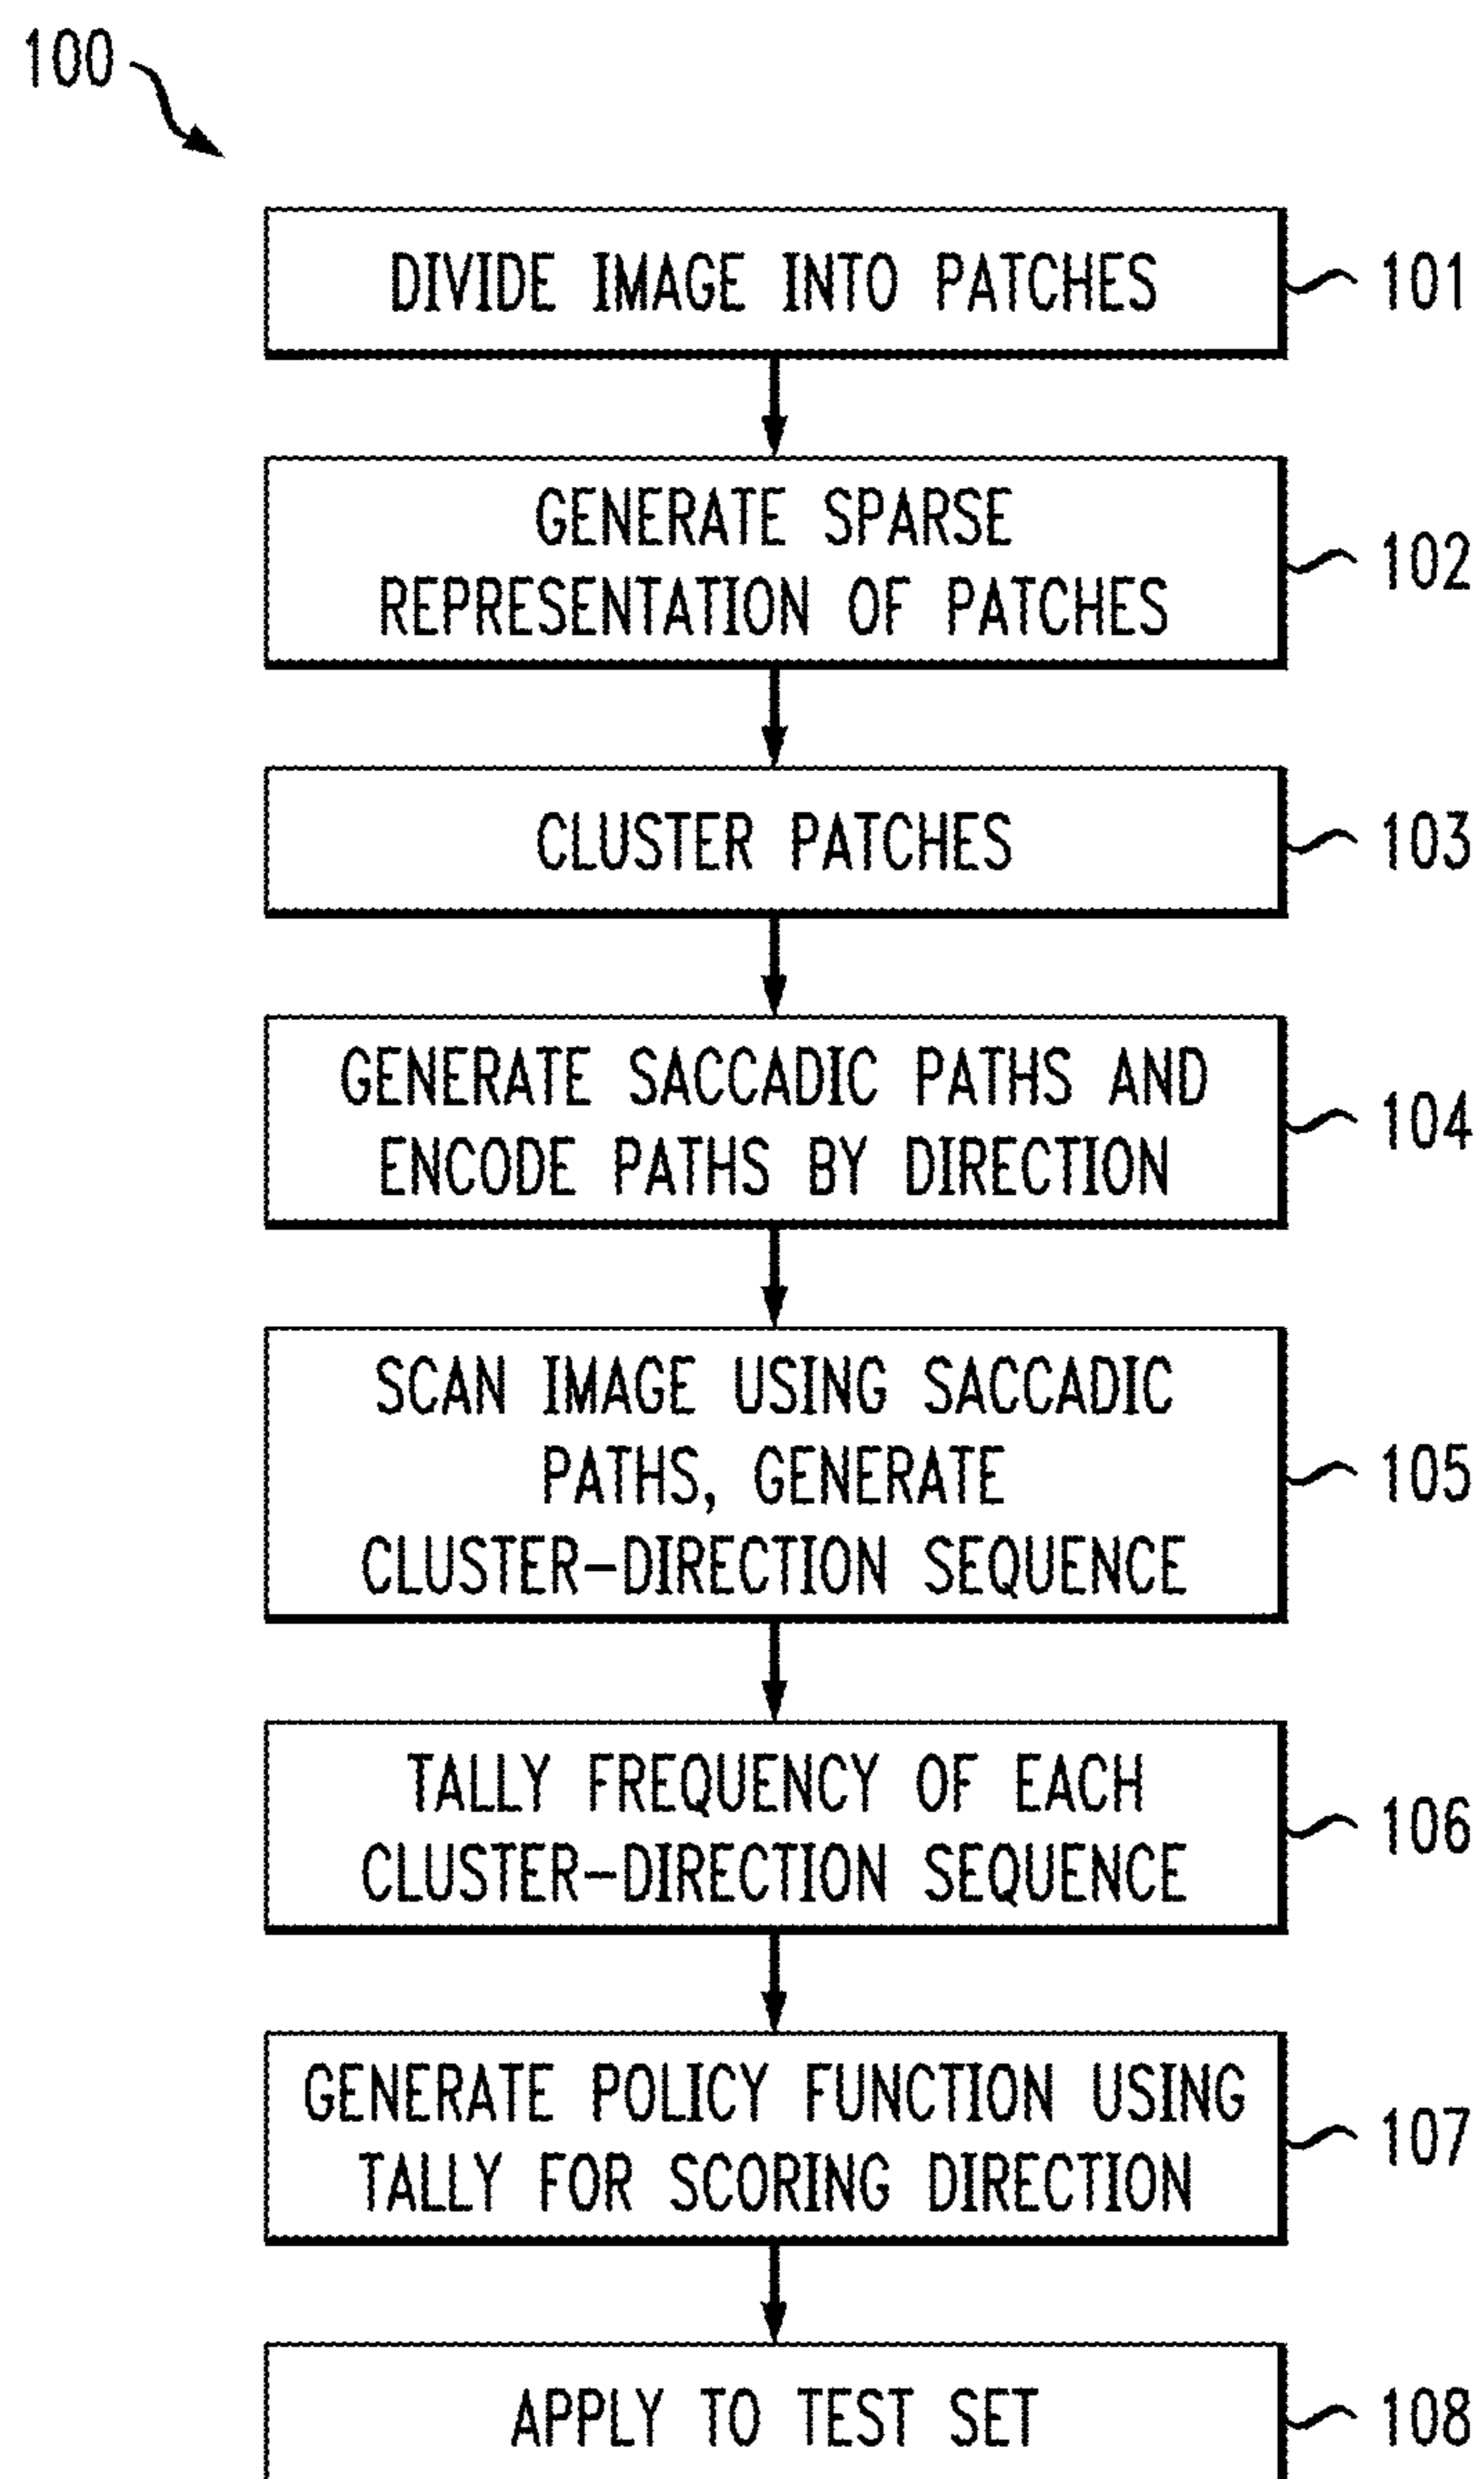 100
DIVIDE IMAGE INTO PATCHES
101
GENERATE SPARSE
REPRESENTATION OF PATCHES
102
CLUSTER PATCHES
103
GENERATE SACCADIC PATHS AND
ENCODE PATHS BY DIRECTION
104
SCAN IMAGE USING SACCADIC
PATHS, GENERATE
CLUSTER-DIRECTION SEQUENCE
105
TALLY FREQUENCY OF EACH
CLUSTER-DIRECTION SEQUENCE
106
GENERATE POLICY FUNCTION USING
TALLY FOR SCORING DIRECTION
107
APPLY TO TEST SET
108